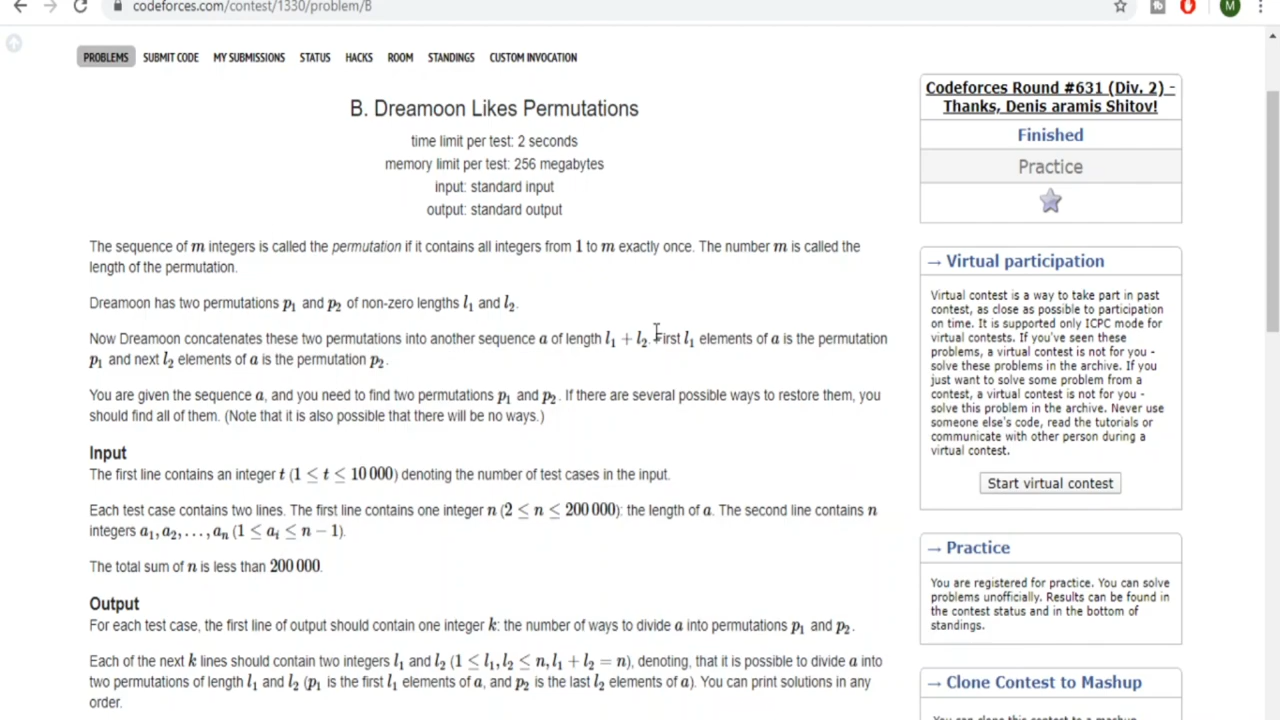 codeforces.com/contest/1330/problem/B
M
PROBLEMS SUBMIT CODE MY SUBMISSIONS STATUS HACKS ROOM STANDINGS CUSTOM INVOCATION
B. Dreamoon Likes Permutations
time limit per test: 2 seconds
memory limit per test: 256 megabytes
input: standard input
output: standard output
The sequence of m integers is called the permutation if it contains all integers from 1 to m exactly once. The number m is called the
length of the permutation.
Dreamoon has two permutations p₁ and p₂ of non-zero lengths l₁ and l₂.
Now Dreamoon concatenates these two permutations into another sequence a of length l₁ + l₂. First l₁ elements of a is the permutation
p₁ and next l₂ elements of a is the permutation p₂.
You are given the sequence a, and you need to find two permutations p₁ and p₂. If there are several possible ways to restore them, you
should find all of them. (Note that it is also possible that there will be no ways.)
Input
The first line contains an integer t (1 ≤ t ≤ 10 000) denoting the number of test cases in the input.
Each test case contains two lines. The first line contains one integer n (2 ≤ n ≤ 200 000): the length of a. The second line contains n
integers a₁, a₂, . . . , aₙ (1 ≤ aᵢ ≤ n − 1).
The total sum of n is less than 200 000.
Output
For each test case, the first line of output should contain one integer k: the number of ways to divide a into permutations p₁ and p₂.
Each of the next k lines should contain two integers l₁ and l₂ (1 ≤ l₁, l₂ ≤ n, l₁ + l₂ = n), denoting, that it is possible to divide a into
two permutations of length l₁ and l₂ (p₁ is the first l₁ elements of a, and p₂ is the last l₂ elements of a). You can print solutions in any
order.
Codeforces Round #631 (Div. 2) -
Thanks, Denis aramis Shitov!
Finished
Practice
→ Virtual participation
Virtual contest is a way to take part in past
contest, as close as possible to participation
on time. It is supported only ICPC mode for
virtual contests. If you've seen these
problems, a virtual contest is not for you -
solve these problems in the archive. If you
just want to solve some problem from a
contest, a virtual contest is not for you -
solve this problem in the archive. Never use
someone else's code, read the tutorials or
communicate with other person during a
virtual contest.
Start virtual contest
→ Practice
You are registered for practice. You can solve
problems unofficially. Results can be found in
the contest status and in the bottom of
standings.
→ Clone Contest to Mashup